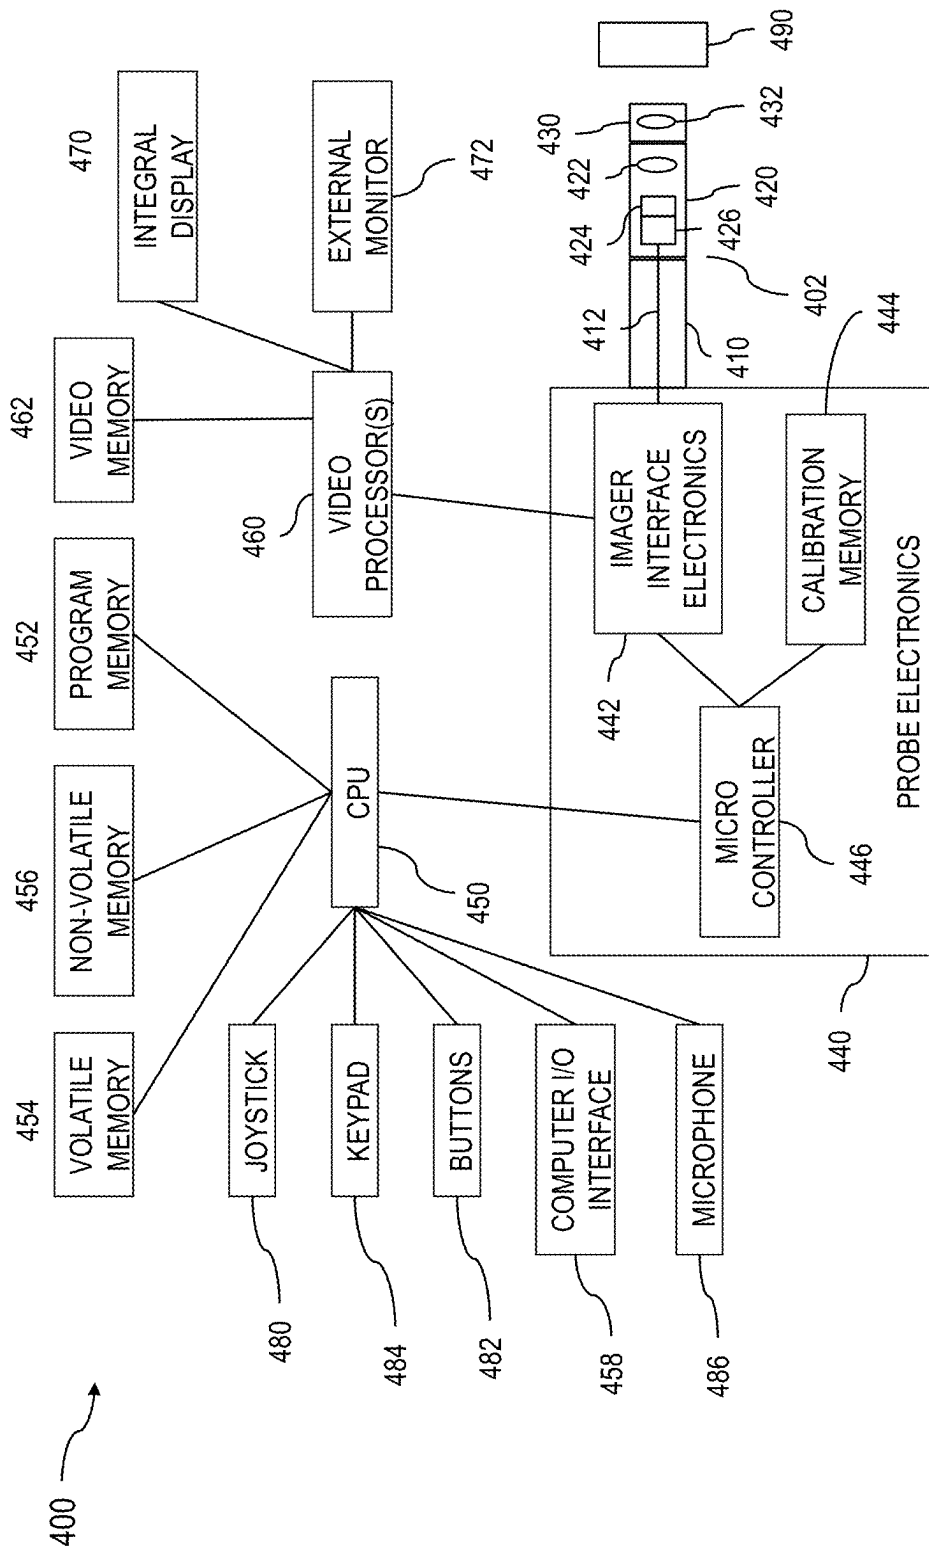 400
454
456
452
462
470
VOLATILE
MEMORY
NON-VOLATILE
MEMORY
PROGRAM
MEMORY
VIDEO
MEMORY
INTEGRAL
DISPLAY
JOYSTICK
480
KEYPAD
484
BUTTONS
482
COMPUTER I/O
INTERFACE
458
MICROPHONE
486
CPU
450
460
VIDEO
PROCESSOR(S)
EXTERNAL
MONITOR
472
440
MICRO
CONTROLLER
446
442
IMAGER
INTERFACE
ELECTRONICS
CALIBRATION
MEMORY
444
PROBE ELECTRONICS
412
410
402
424
422
430
426
420
432
490